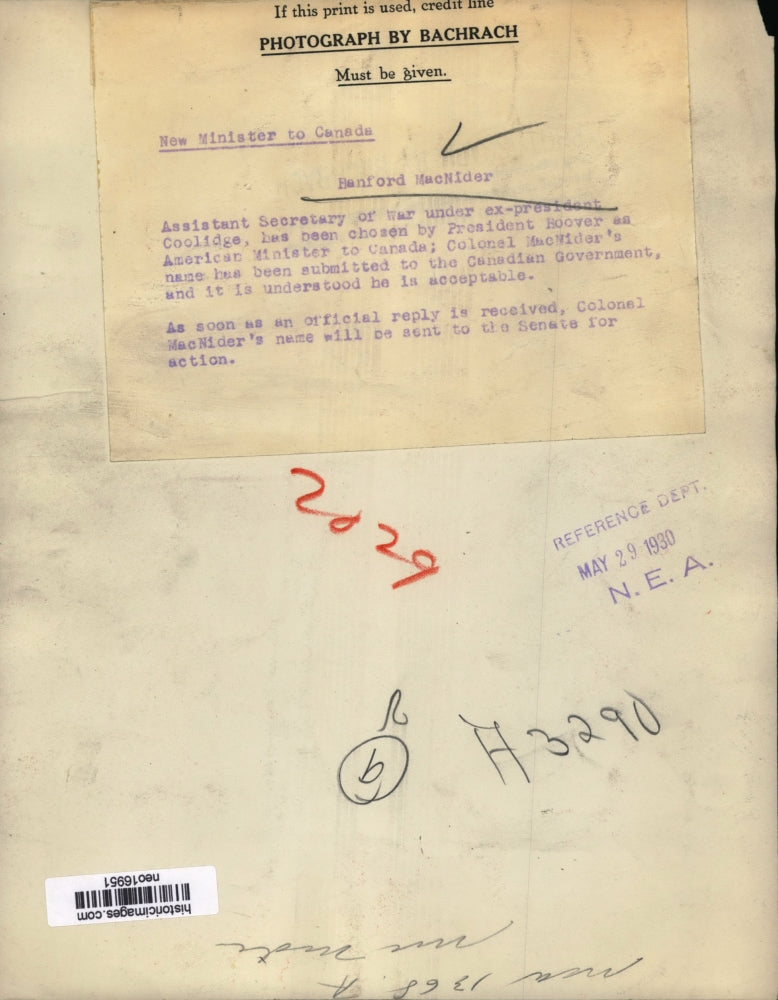 If this print is used, credit line
PHOTOGRAPH BY BACHRACH
Must be given.
New Minister to Canada
Hanford MacNider
Assistant Secretary of War under ex-president
Coolidge, has been chosen by President Hoover as
American Minister to Canada; Colonel MacNider's
name has been submitted to the Canadian Government,
and it is understood he is acceptable.
As soon as an official reply is received, Colonel
MacNider's name will be sent to the Senate for
action.
REFERENCE DEPT.
MAY 29 1930
N. E. A.
H 3290
9
historicimages.com
neo16951